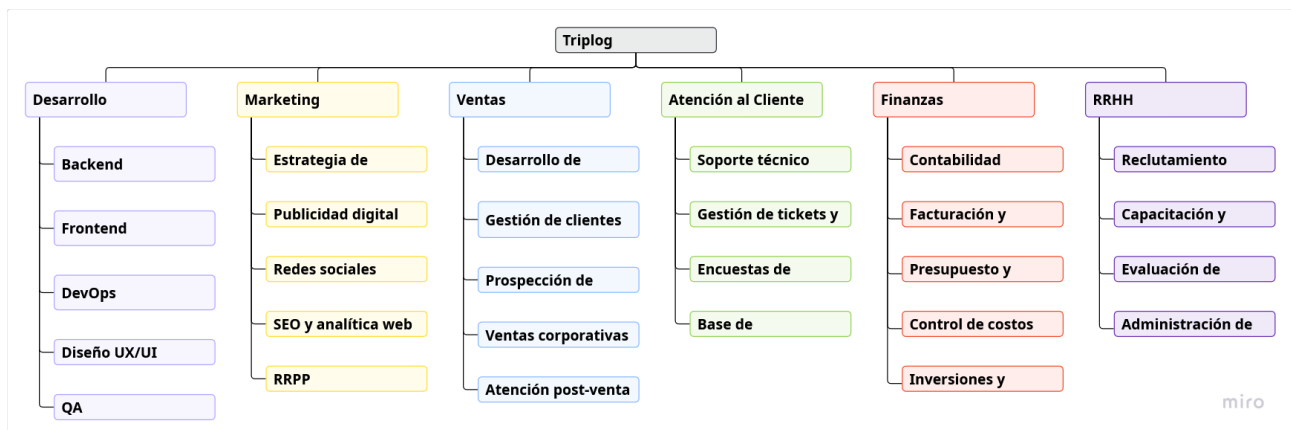 Triplog
Desarrollo
Backend
Frontend
DevOps
Diseño UX/UI
QA
Marketing
Estrategia de
Publicidad digital
Redes sociales
SEO y analítica web
RRPP
Ventas
Desarrollo de
Gestión de clientes
Prospección de
Ventas corporativas
Atención post-venta
Atención al Cliente
Soporte técnico
Gestión de tickets y
Encuestas de
Base de
Finanzas
Contabilidad
Facturación y
Presupuesto y
Control de costos
Inversiones y
RRHH
Reclutamiento
Capacitación y
Evaluación de
Administración de
miro